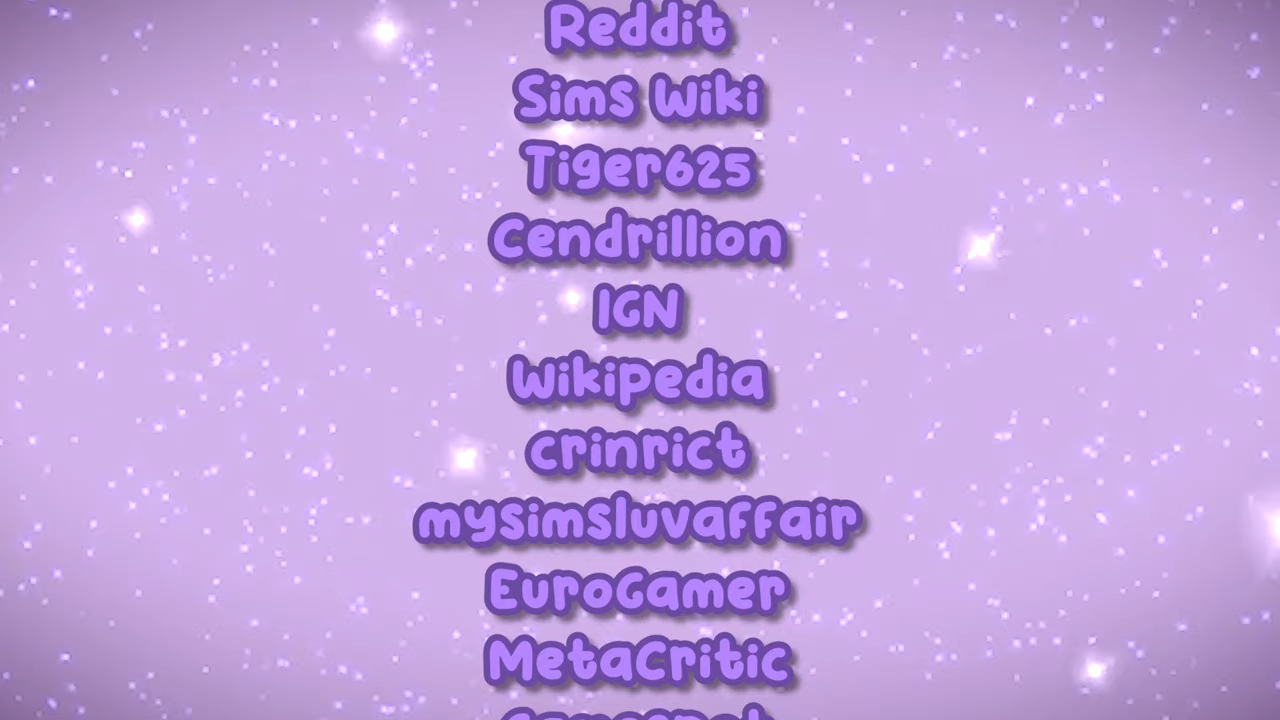 Reddit
Sims Wiki
Tiger625
Cendrillion
IGN
Wikipedia
crinrict
mysimsluvaffair
EuroGamer
MetaCritic